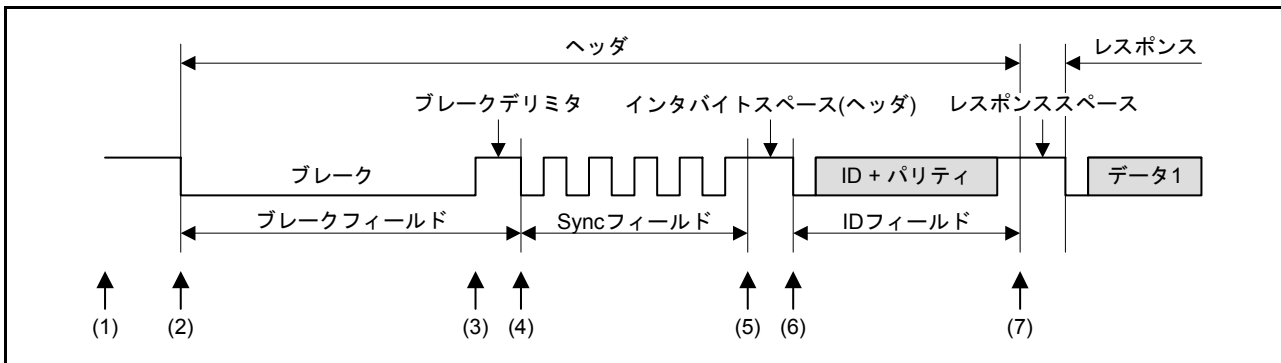 ヘッダ
レスポンス
ブレークデリミタ
インタバイトスペース(ヘッダ)
レスポンススペース
ブレーク
ID + パリティ
データ1
ブレークフィールド
Syncフィールド
IDフィールド
(1)
(2)
(3)
(4)
(5)
(6)
(7)